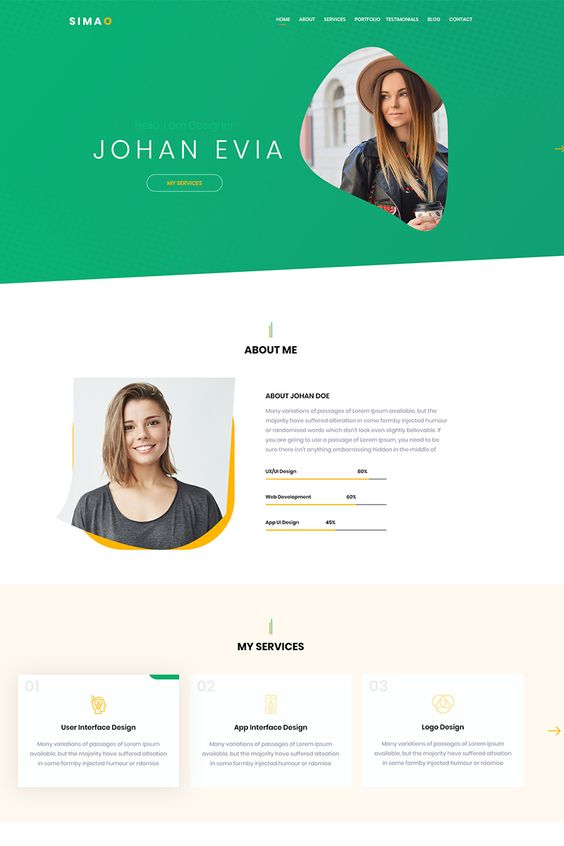 SIMAO
HOME ABOUT SERVICES PORTFOLIO TESTIMONIALS BLOG CONTACT
Hello I am Designer
JOHAN EVIA
MY SERVICES
ABOUT ME
ABOUT JOHAN DOE
Many variations of passages of Lorem Ipsum available, but the
majority have suffered alteration in some formby injected humour
or randomised words which don't look even slightly believable. If
you are going to use a passage of Lorem Ipsum, you need to be
sure there isn't anything embarrassing hidden in the middle of
UX/UI Design 80%
Web Development 60%
App UI Design 45%
MY SERVICES
01
User Interface Design
Many variations of passages of Lorem Ipsum
available, but the majority have suffered alteration
in some formby injected humour or rdomise
02
App Interface Design
Many variations of passages of Lorem Ipsum
available, but the majority have suffered alteration
in some formby injected humour or rdomise
03
Logo Design
Many variations of passages of Lorem Ipsum
available, but the majority have suffered alteration
in some formby injected humour or rdomise